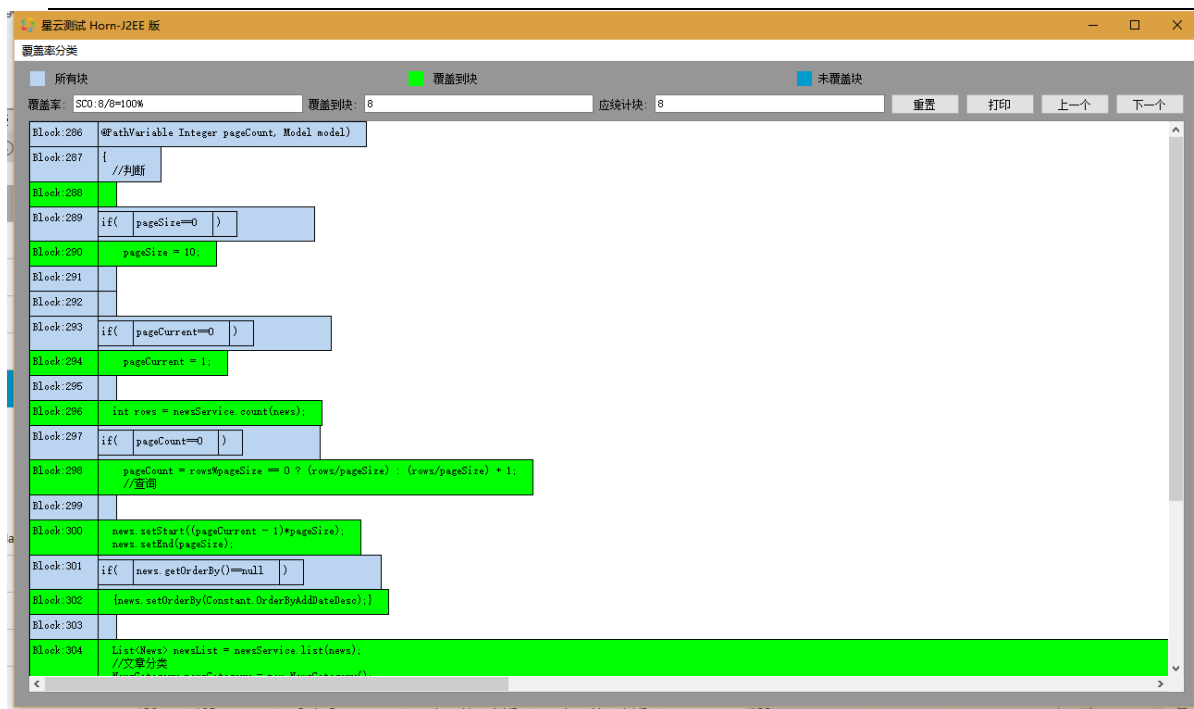 星云测试 Horn-J2EE 版
覆盖率分类
所有块 覆盖到块 未覆盖块
覆盖率: SC0:8/8=100% 覆盖到块: 8 应统计块: 8 重置 打印 上一个 下一个
Block:286 @PathVariable Integer pageCount, Model model)
Block:287 {
//判断
Block:288
Block:289 if( pageSize==0 )
Block:290 pageSize = 10;
Block:291
Block:292
Block:293 if( pageCurrent==0 )
Block:294 pageCurrent = 1;
Block:295
Block:296 int rows = newsService.count(news);
Block:297 if( pageCount==0 )
Block:298 pageCount = rows%pageSize == 0 ? (rows/pageSize) : (rows/pageSize) + 1;
//查询
Block:299
Block:300 news.setStart((pageCurrent - 1)*pageSize);
news.setEnd(pageSize);
Block:301 if( news.getOrderBy()==null )
Block:302 {news.setOrderBy(Constant.OrderByAddDateDesc);}
Block:303
Block:304 List<News> newsList = newsService.list(news);
//文章分类